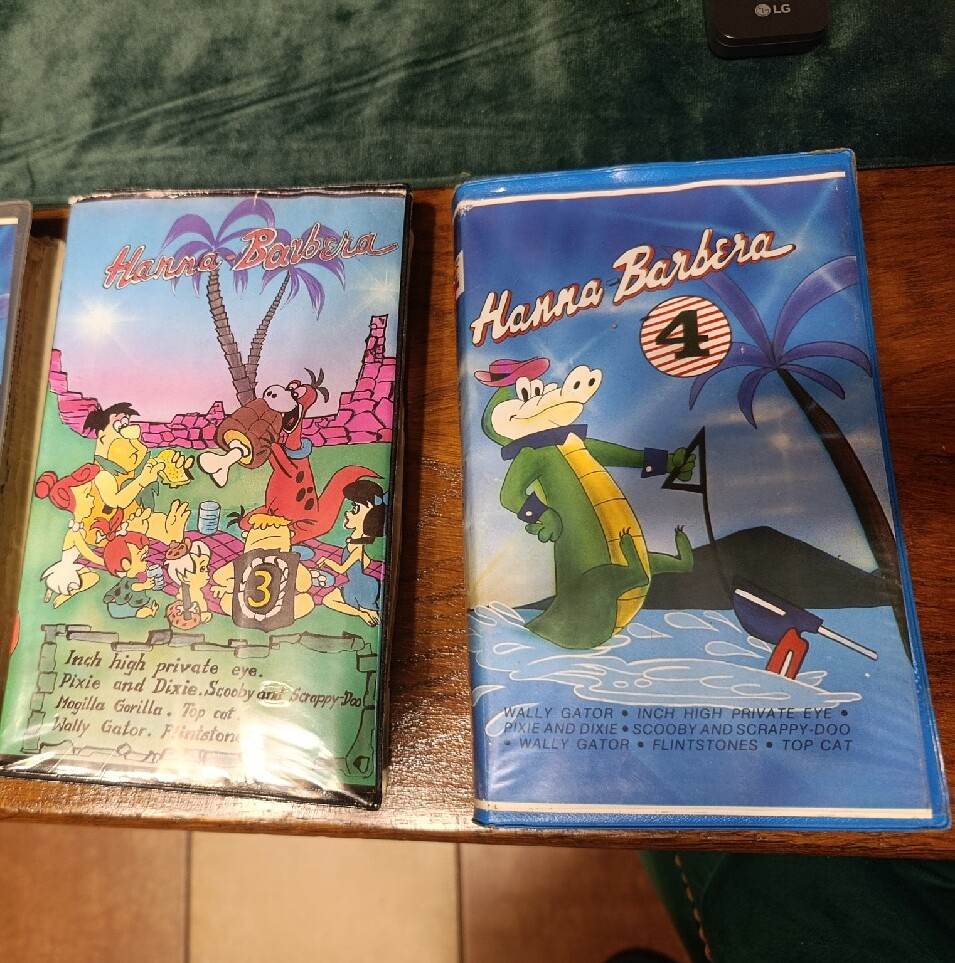 LG
Hanna-Barbera
3
Inch high private eye.
Pixie and Dixie. Scooby and Scrappy-Doo
Magilla Gorilla. Top cat.
Wally Gator.
Hanna Barbera
4
WALLY GATOR • INCH HIGH PRIVATE EYE •
PIXIE AND DIXIE • SCOOBY AND SCRAPPY-DOO
• WALLY GATOR • FLINTSTONES • TOP CAT